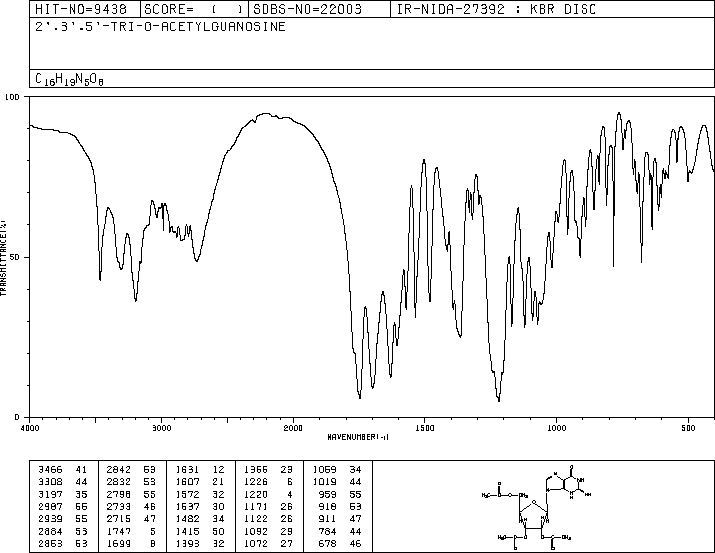 HIT-NO=9438 SCORE= ( ) SDBS-NO=22003 IR-NIDA-27392 : KBR DISC
2'.3'.5'-TRI-O-ACETYLGUANOSINE
C16H19N5O8
100
50
0
TRANSMITTANCE(%)
4000 3000 2000 1500 1000 500
WAVENUMBER(-1)
3466 41 2842 53 1631 12 1366 23 1059 34
3308 44 2832 53 1607 21 1226 6 1019 44
3197 35 2798 55 1572 32 1220 4 959 55
2987 55 2733 46 1537 30 1171 26 918 53
2939 55 2715 47 1482 34 1122 26 911 47
2884 53 1747 5 1415 50 1092 29 784 44
2863 53 1699 8 1393 32 1072 27 678 46